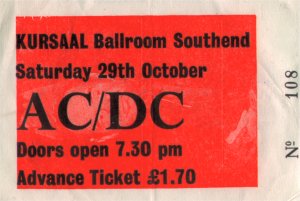 KURSAAL Ballroom Southend
Saturday 29th October
AC/DC
Doors open 7.30 pm
Advance Ticket £1.70
Nº 108